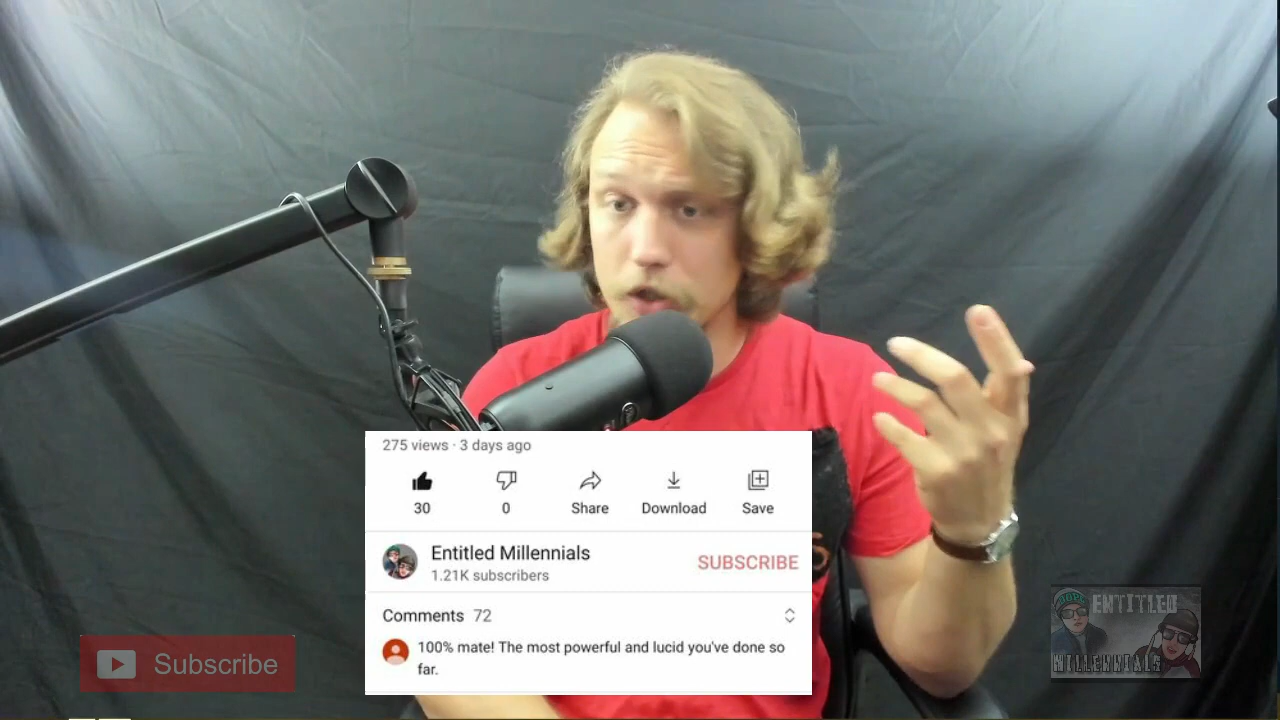 275 views · 3 days ago
30
0
Share
Download
Save
Entitled Millennials
1.21K subscribers
SUBSCRIBE
Comments 72
100% mate! The most powerful and lucid you've done so
far.
Subscribe
ENTITLED
MILLENNIALS